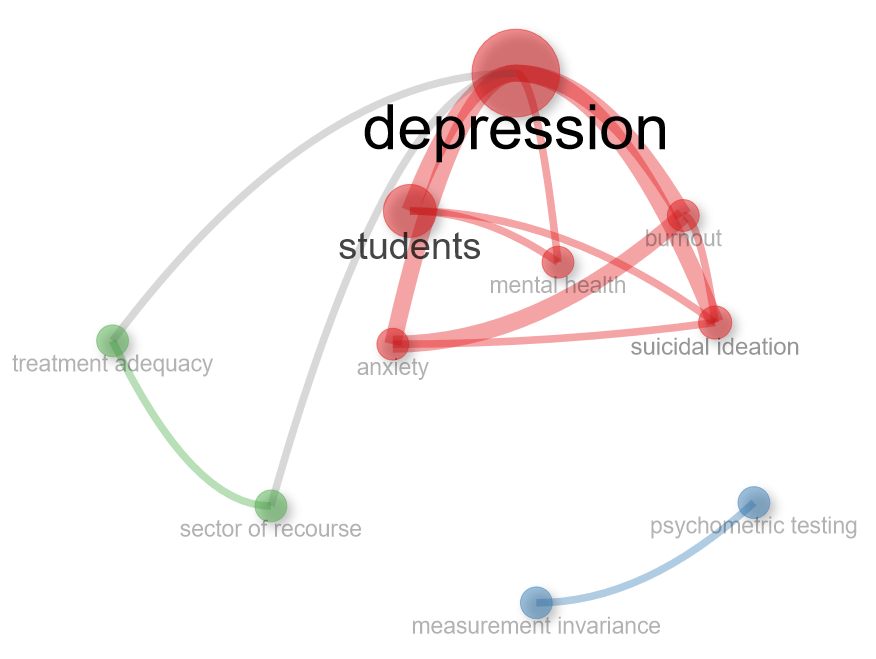 depression
students
burnout
mental health
suicidal ideation
anxiety
treatment adequacy
sector of recourse
psychometric testing
measurement invariance